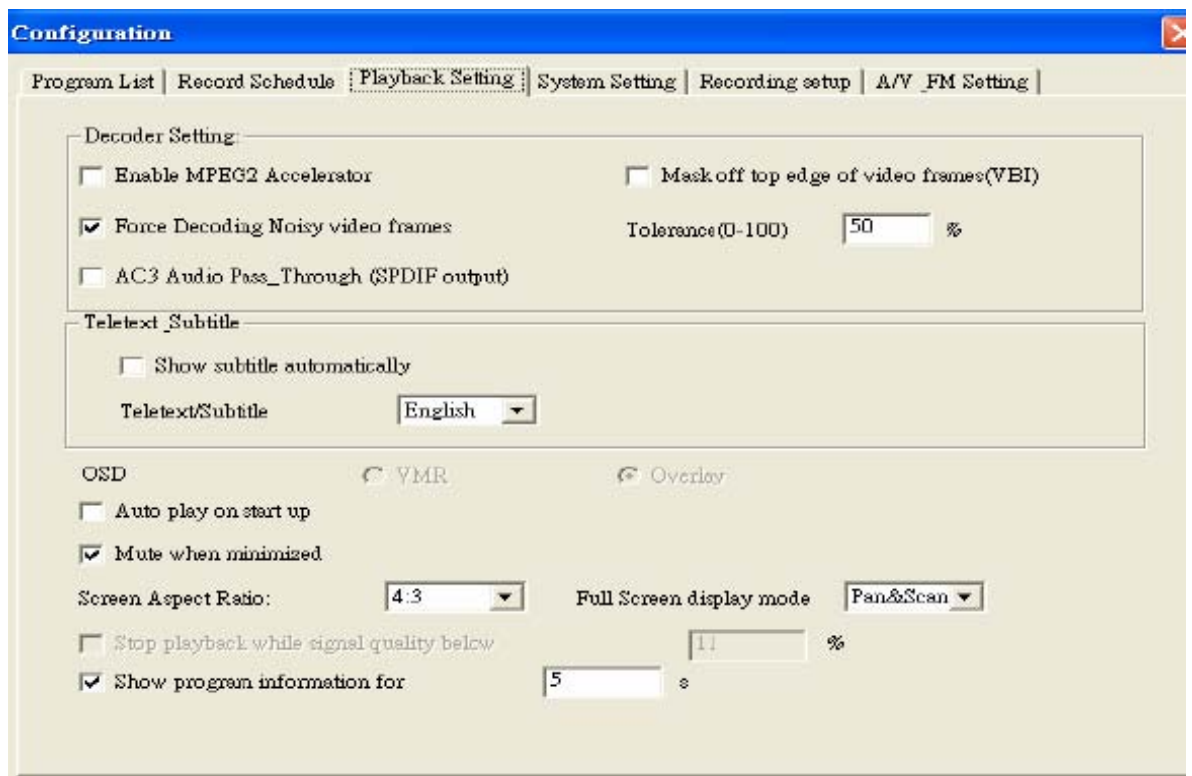 Configuration
Program List | Record Schedule | Playback Setting | System Setting | Recording setup | A/V _FM Setting |
Decoder Setting:
Enable MPEG2 Accelerator
Mask off top edge of video frames(VBI)
Force Decoding Noisy video frames
Tolerance(0-100) 50 %
AC3 Audio Pass_Through (SPDIF output)
Teletext_Subtitle
Show subtitle automatically
Teletext/Subtitle English
OSD VMR Overlay
Auto play on start up
Mute when minimized
Screen Aspect Ratio: 4:3 Full Screen display mode Pan&Scan
Stop playback while signal quality below 11 %
Show program information for 5 s